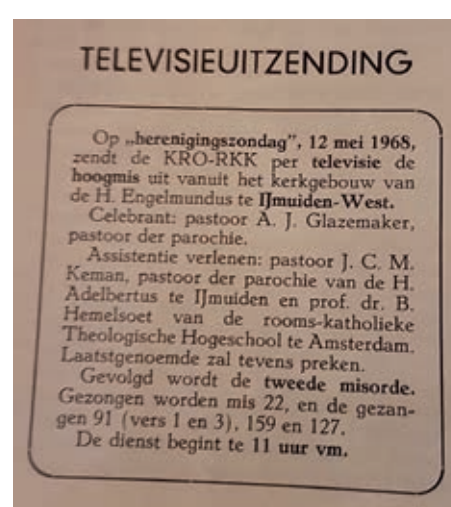 TELEVISIEUITZENDING
Op „herenigingszondag”, 12 mei 1968,
zendt de KRO-RKK per televisie de
hoogmis uit vanuit het kerkgebouw van
de H. Engelmundus te IJmuiden-West.
Celebrant: pastoor A. J. Glazemaker,
pastoor der parochie.
Assistentie verlenen: pastoor J. C. M.
Keman, pastoor der parochie van de H.
Adelbertus te IJmuiden en prof. dr. B.
Hemelsoet van de rooms-katholieke
Theologische Hogeschool te Amsterdam.
Laatstgenoemde zal tevens preken.
Gevolgd wordt de tweede misorde.
Gezongen worden mis 22, en de gezan-
gen 91 (vers 1 en 3), 159 en 127.
De dienst begint te 11 uur vm.